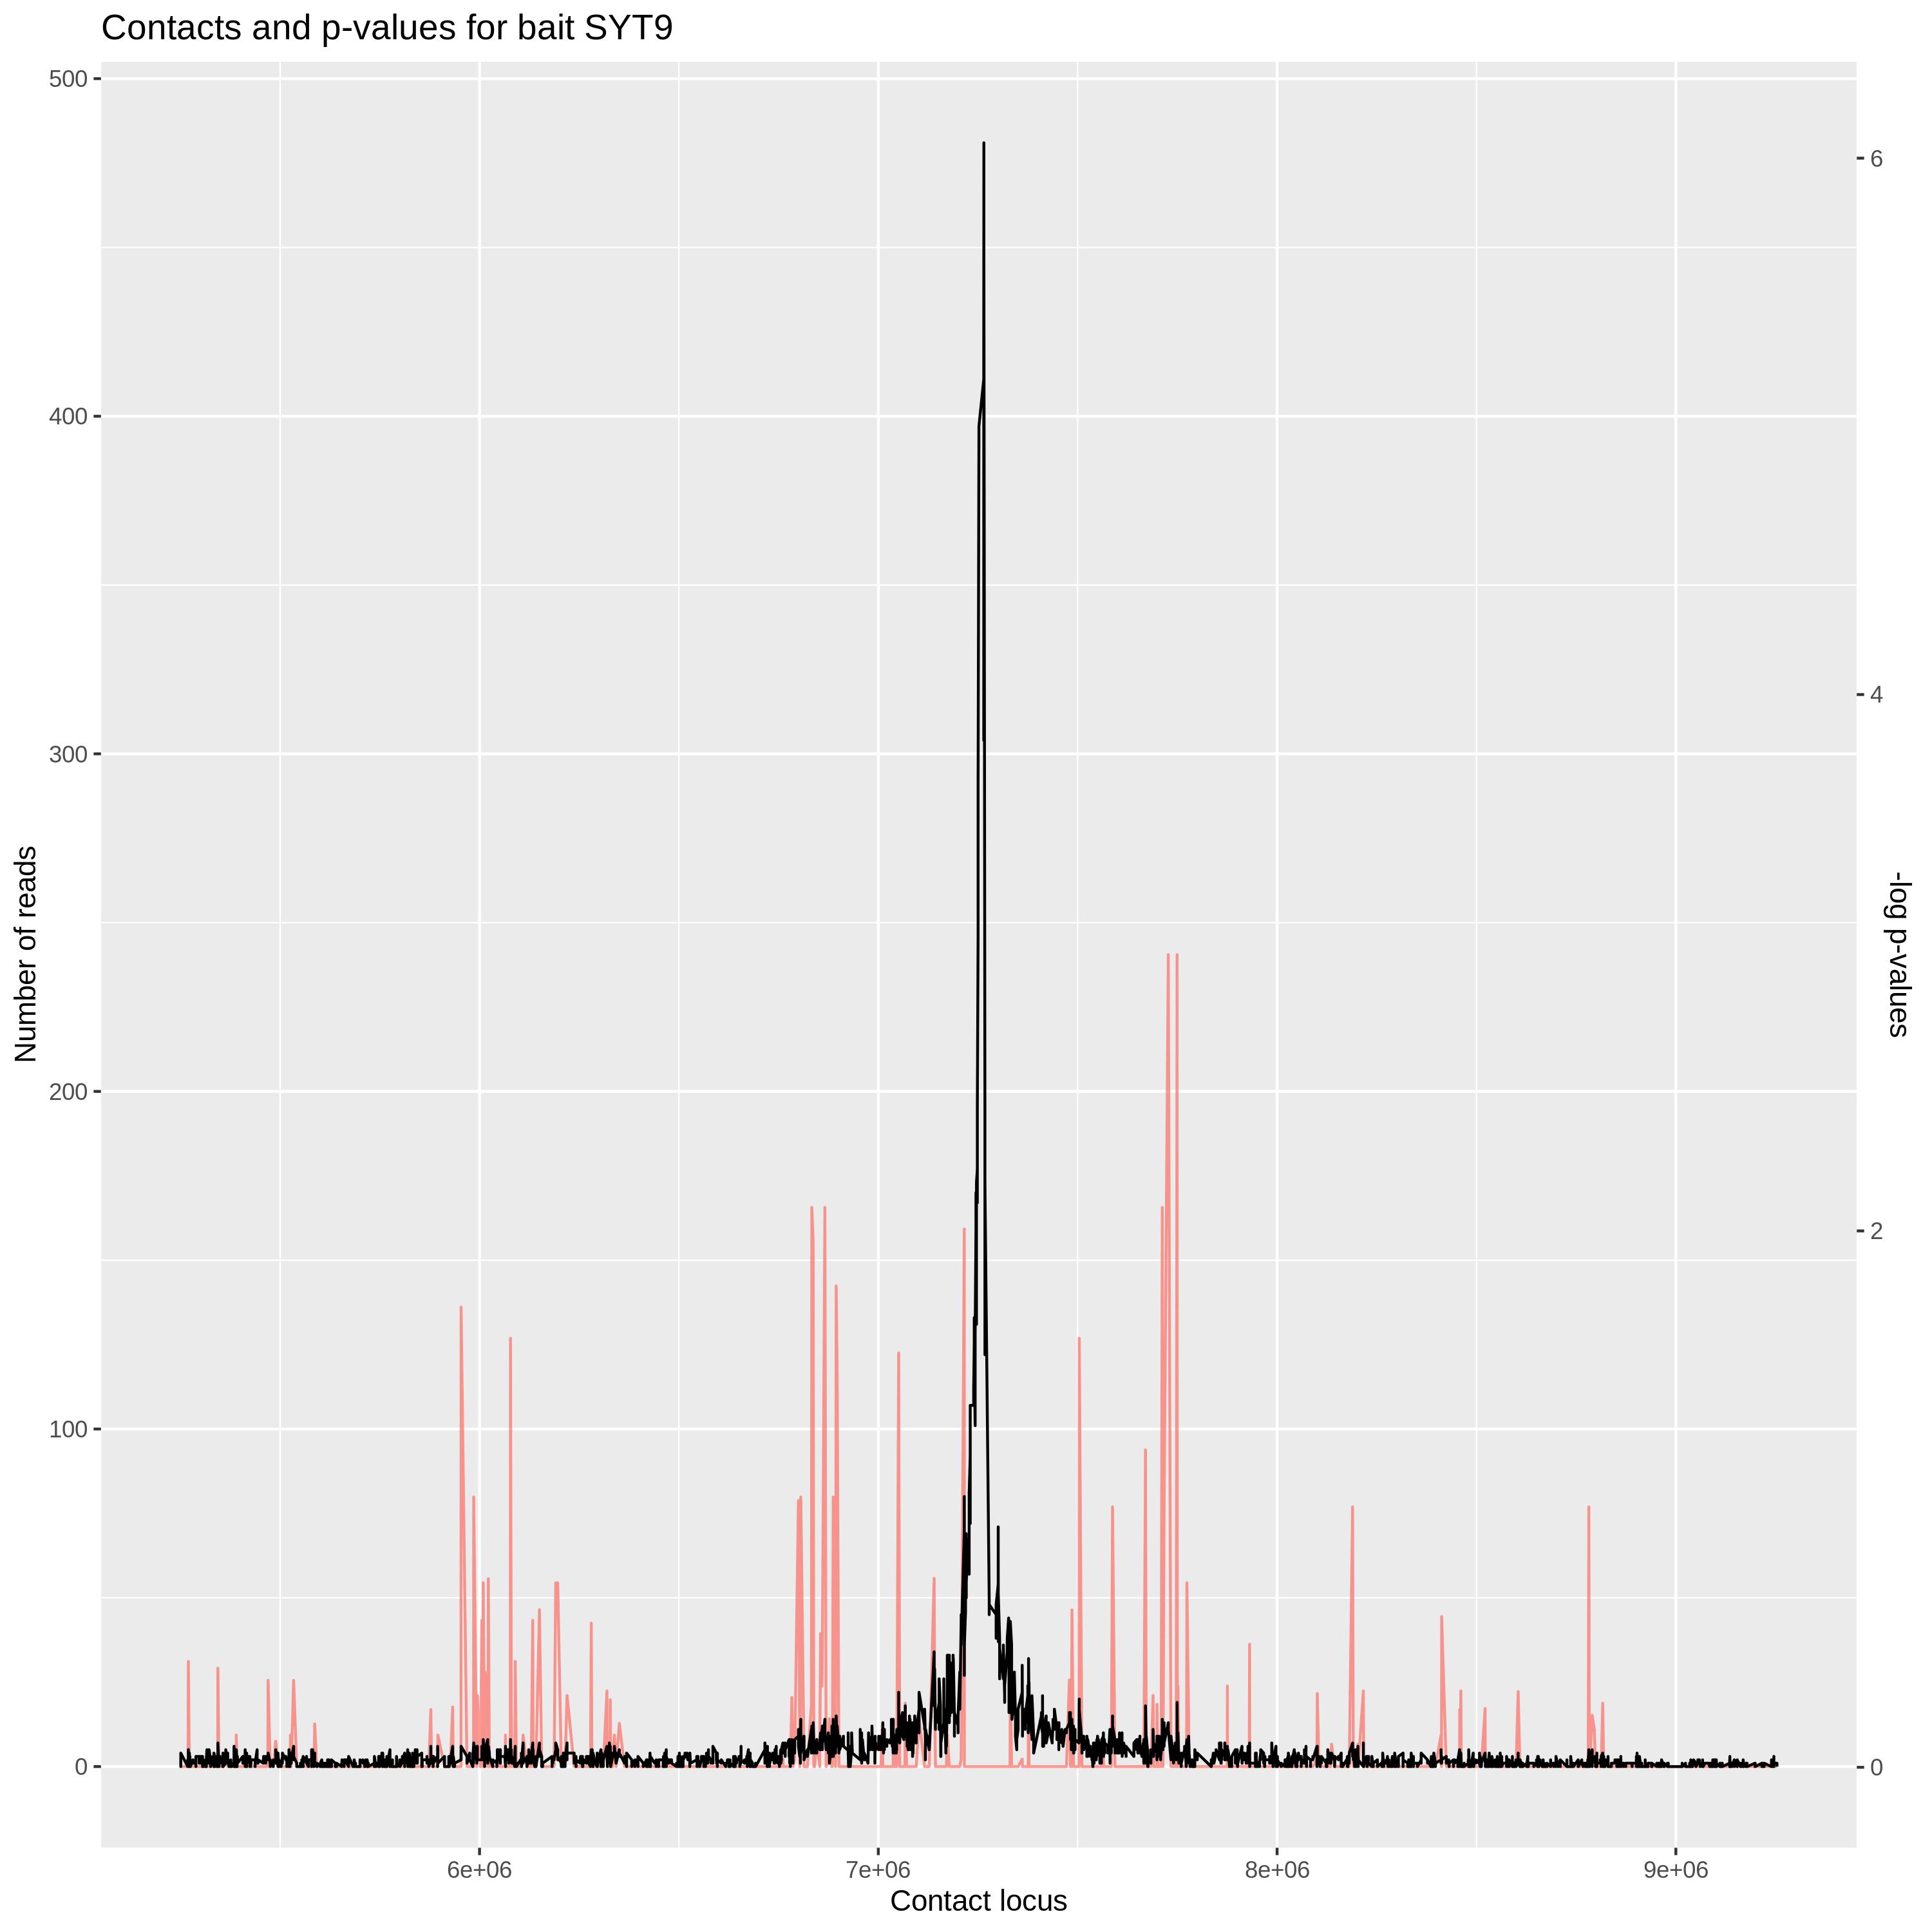 Contacts and p-values for bait SYT9
500
400
300
200
100
0
Number of reads
6
4
2
0
-log p-values
6e+06 7e+06 8e+06 9e+06
Contact locus